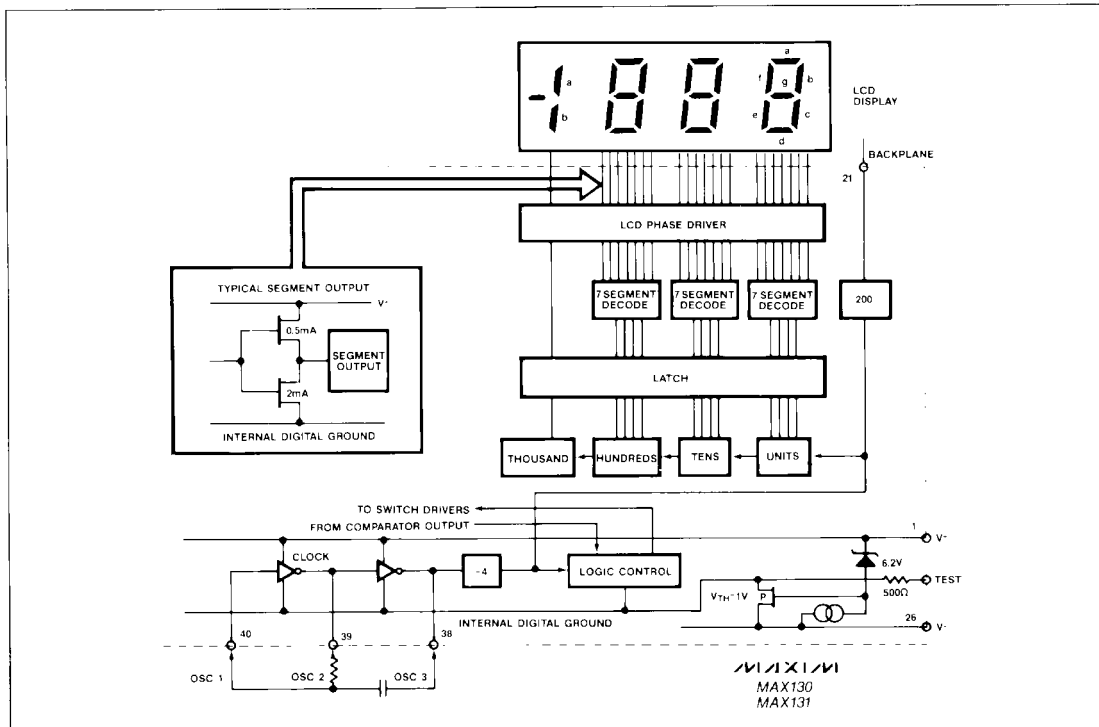 a
f
g
b
e
c
d
a
b
LCD
DISPLAY
BACKPLANE
21
LCD PHASE DRIVER
7 SEGMENT
DECODE
7 SEGMENT
DECODE
7 SEGMENT
DECODE
200
LATCH
THOUSAND
HUNDREDS
TENS
UNITS
TYPICAL SEGMENT OUTPUT
V+
0.5mA
SEGMENT
OUTPUT
2mA
INTERNAL DIGITAL GROUND
TO SWITCH DRIVERS
FROM COMPARATOR OUTPUT
CLOCK
-4
LOGIC CONTROL
1
V-
6.2V
TEST
500Ω
VTH-1V
P
INTERNAL DIGITAL GROUND
26
V-
40
39
38
OSC 1
OSC 2
OSC 3
MAXIM
MAX130
MAX131